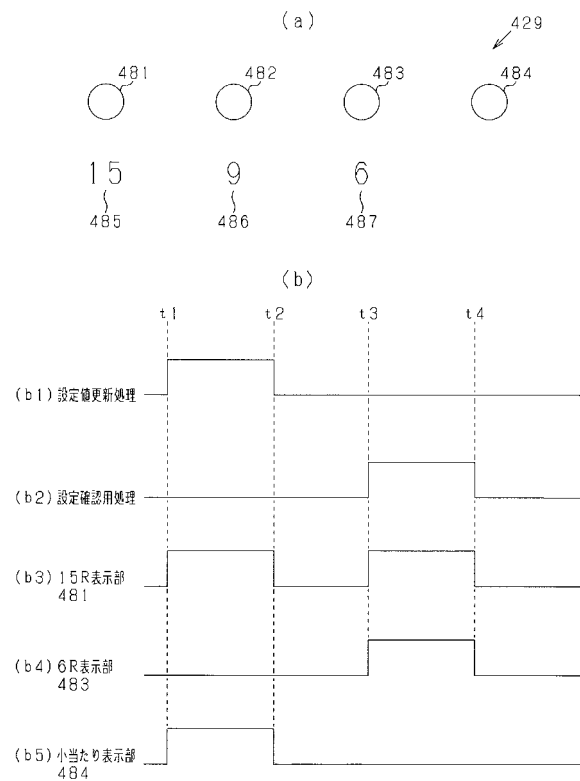 (a)
429
481 482 483 484
15 9 6
485 486 487
(b)
t1 t2 t3 t4
(b1)設定値更新処理
(b2)設定確認用処理
(b3)15R表示部
481
(b4)6R表示部
483
(b5)小当たり表示部
484